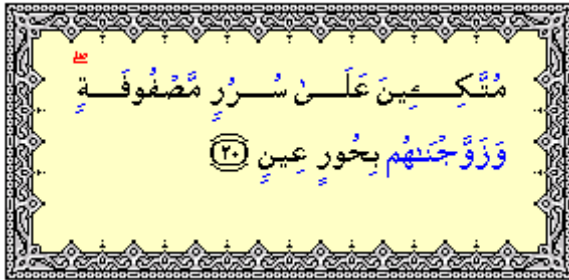 مُتَّكِـِٔينَ عَلَىٰ سُرُرٍ مَّصْفُوفَةٍ ۖ
وَزَوَّجْنَـٰهُم بِحُورٍ عِينٍ ﴿٢٠﴾